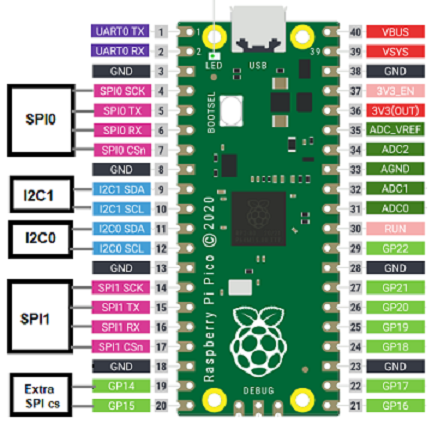 UART0 TX 1 40 VBUS
UART0 RX 2 2 LED USB 39 39 VSYS
GND 3 38 GND
SPI0 SCK 4 37 3V3_EN
SPI0 SPI0 TX 5 36 3V3(OUT)
SPI0 RX 6 35 ADC_VREF
SPI0 CSn 7 34 ADC2
BOOTSEL
GND 8 33 AGND
I2C1 I2C1 SDA 9 32 ADC1
I2C1 SCL 10 31 ADC0
I2C0 I2C0 SDA 11 30 RUN
I2C0 SCL 12 29 GP22
GND 13 28 GND
SPI1 SCK 14 27 GP21
SPI1 SPI1 TX 15 26 GP20
SPI1 RX 16 25 GP19
SPI1 CSn 17 24 GP18
Raspberry Pi Pico © 2020
GND 18 23 GND
Extra SPI cs GP14 19 DEBUG 22 GP17
GP15 20 21 GP16